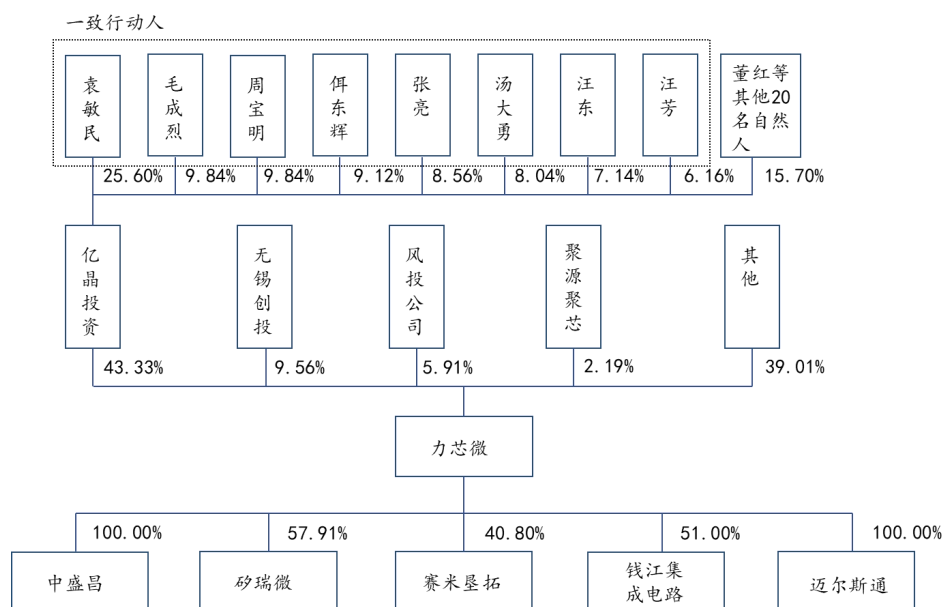 一致行动人
袁敏民
毛成烈
周宝明
佴东辉
张亮
汤大勇
汪东
汪芳
董红等
其他20
名自然
人
25.60%
9.84%
9.84%
9.12%
8.56%
8.04%
7.14%
6.16%
15.70%
亿晶投资
无锡创投
风投公司
聚源聚芯
其他
43.33%
9.56%
5.91%
2.19%
39.01%
力芯微
100.00%
57.91%
40.80%
51.00%
100.00%
中盛昌
矽瑞微
赛米垦拓
钱江集
成电路
迈尔斯通